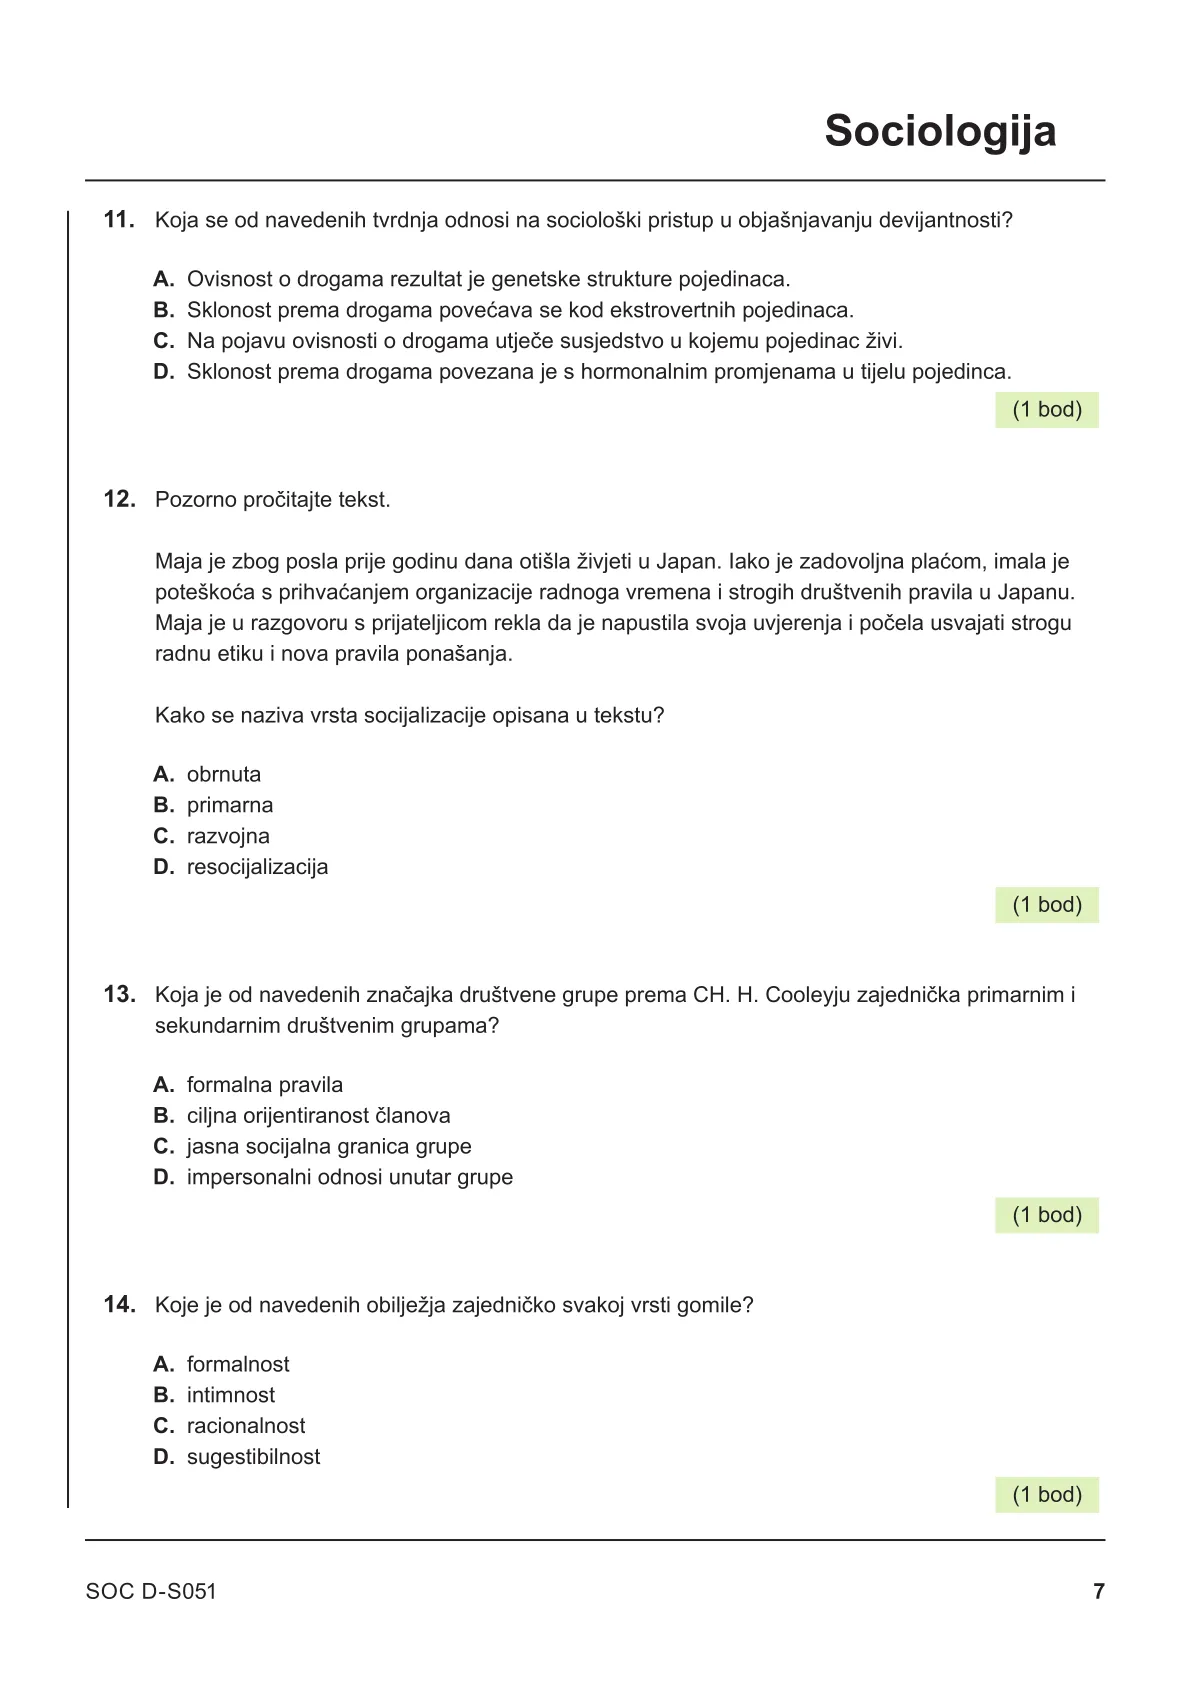 Sociologija
11. Koja se od navedenih tvrdnja odnosi na sociološki pristup u objašnjavanju devijantnosti?
A. Ovisnost o drogama rezultat je genetske strukture pojedinaca.
B. Sklonost prema drogama povećava se kod ekstrovertnih pojedinaca.
C. Na pojavu ovisnosti o drogama utječe susjedstvo u kojemu pojedinac živi.
D. Sklonost prema drogama povezana je s hormonalnim promjenama u tijelu pojedinca.
(1 bod)
12. Pozorno pročitajte tekst.
Maja je zbog posla prije godinu dana otišla živjeti u Japan. Iako je zadovoljna plaćom, imala je
poteškoća s prihvaćanjem organizacije radnoga vremena i strogih društvenih pravila u Japanu.
Maja je u razgovoru s prijateljicom rekla da je napustila svoja uvjerenja i počela usvajati strogu
radnu etiku i nova pravila ponašanja.
Kako se naziva vrsta socijalizacije opisana u tekstu?
A. obrnuta
B. primarna
C. razvojna
D. resocijalizacija
(1 bod)
13. Koja je od navedenih značajka društvene grupe prema CH. H. Cooleyju zajednička primarnim i
sekundarnim društvenim grupama?
A. formalna pravila
B. ciljna orijentiranost članova
C. jasna socijalna granica grupe
D. impersonalni odnosi unutar grupe
(1 bod)
14. Koje je od navedenih obilježja zajedničko svakoj vrsti gomile?
A. formalnost
B. intimnost
C. racionalnost
D. sugestibilnost
(1 bod)
SOC D-S051
7